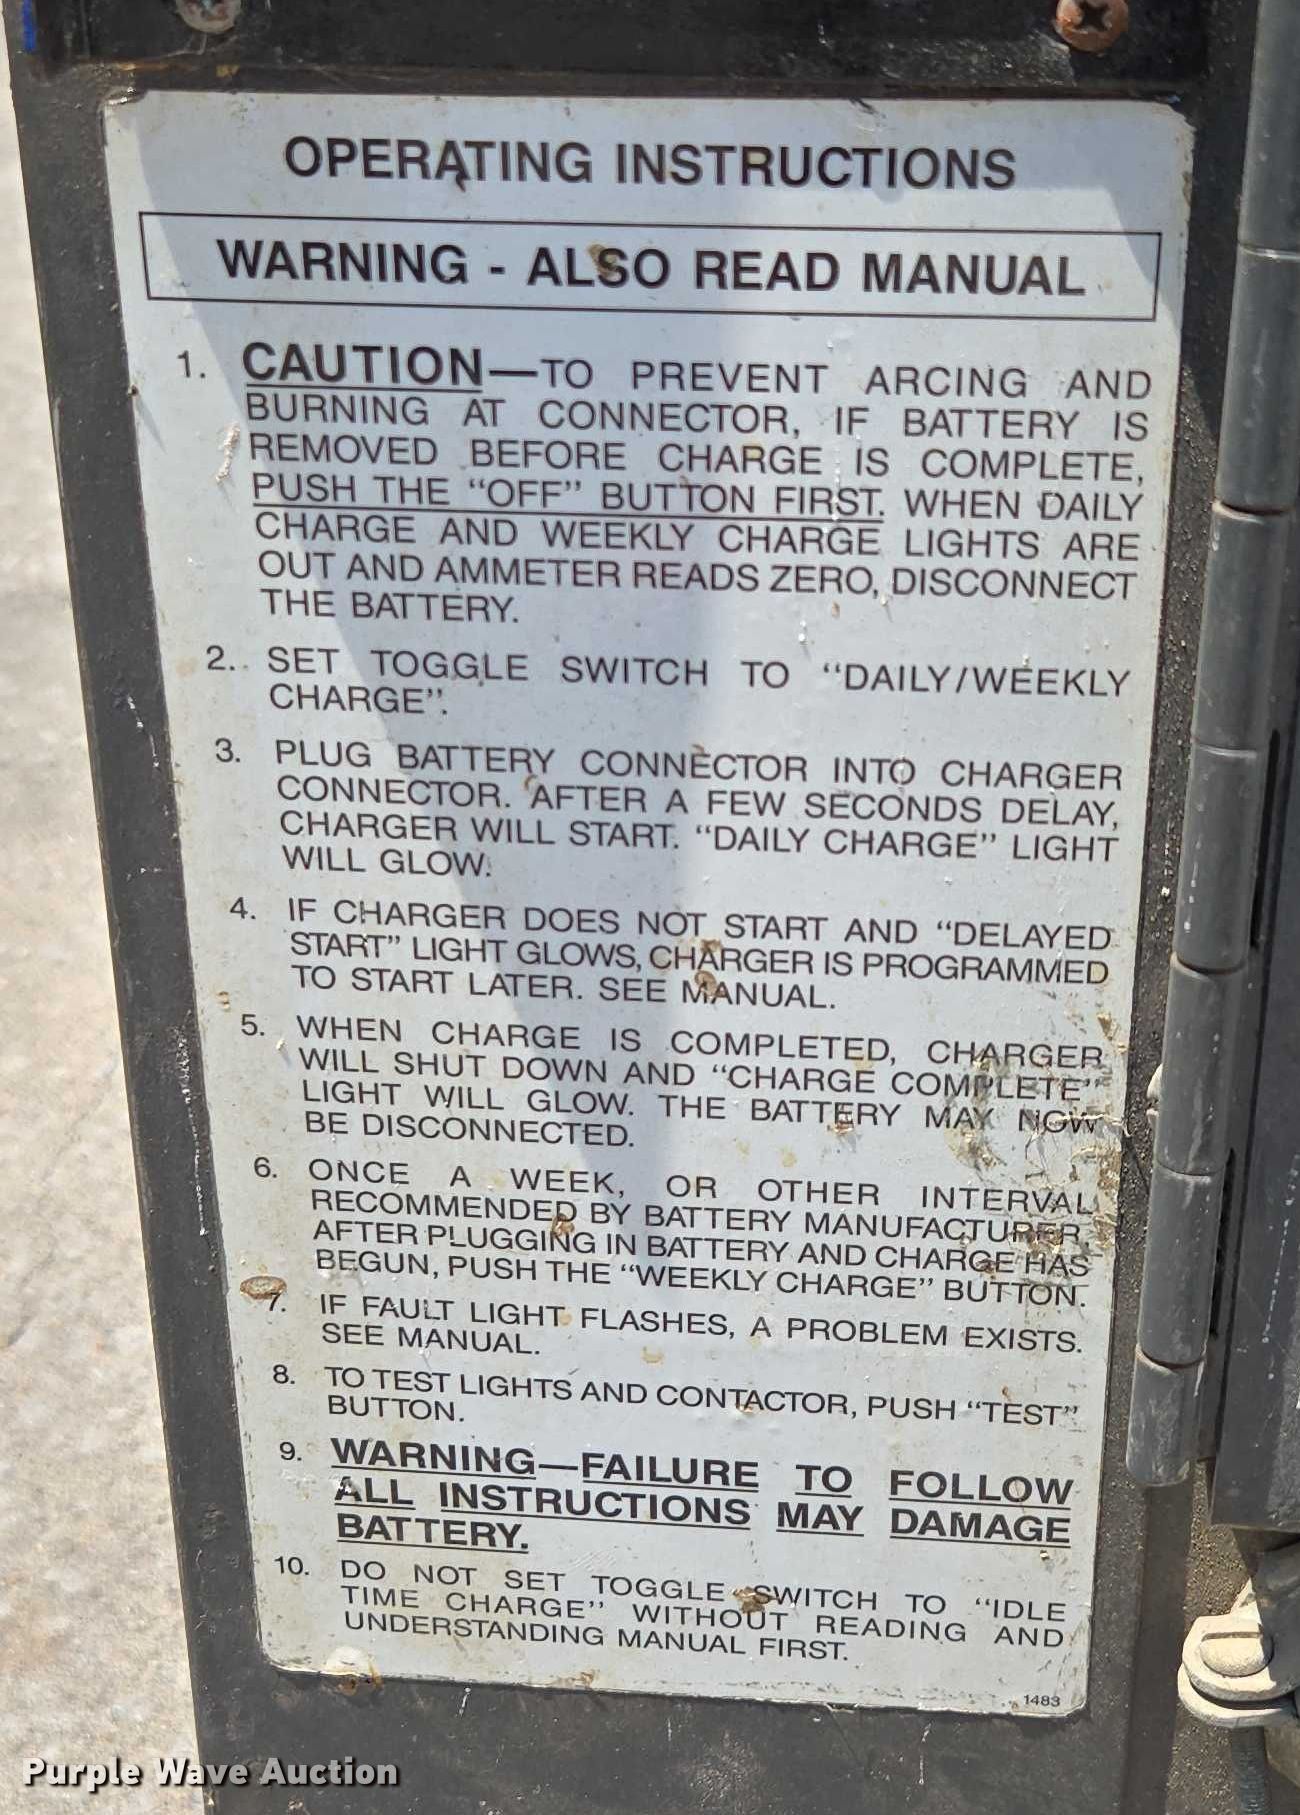 OPERATING INSTRUCTIONS
WARNING - ALSO READ MANUAL
1. CAUTION—TO PREVENT ARCING AND
BURNING AT CONNECTOR, IF BATTERY IS
REMOVED BEFORE CHARGE IS COMPLETE,
PUSH THE "OFF" BUTTON FIRST. WHEN DAILY
CHARGE AND WEEKLY CHARGE LIGHTS ARE
OUT AND AMMETER READS ZERO, DISCONNECT
THE BATTERY.
2. SET TOGGLE SWITCH TO "DAILY/WEEKLY
CHARGE".
3. PLUG BATTERY CONNECTOR INTO CHARGER
CONNECTOR. AFTER A FEW SECONDS DELAY,
CHARGER WILL START. "DAILY CHARGE" LIGHT
WILL GLOW.
4. IF CHARGER DOES NOT START AND "DELAYED
START" LIGHT GLOWS, CHARGER IS PROGRAMMED
TO START LATER. SEE MANUAL.
5. WHEN CHARGE IS COMPLETED, CHARGER
WILL SHUT DOWN AND "CHARGE COMPLETE"
LIGHT WILL GLOW. THE BATTERY MAY NOW
BE DISCONNECTED.
6. ONCE A WEEK, OR OTHER INTERVAL
RECOMMENDED BY BATTERY MANUFACTURER,
AFTER PLUGGING IN BATTERY AND CHARGE HAS
BEGUN, PUSH THE "WEEKLY CHARGE" BUTTON.
7. IF FAULT LIGHT FLASHES, A PROBLEM EXISTS.
SEE MANUAL.
8. TO TEST LIGHTS AND CONTACTOR, PUSH "TEST"
BUTTON.
9. WARNING—FAILURE TO FOLLOW
ALL INSTRUCTIONS MAY DAMAGE
BATTERY.
10. DO NOT SET TOGGLE SWITCH TO "IDLE
TIME CHARGE" WITHOUT READING AND
UNDERSTANDING MANUAL FIRST.
1483
Purple Wave Auction